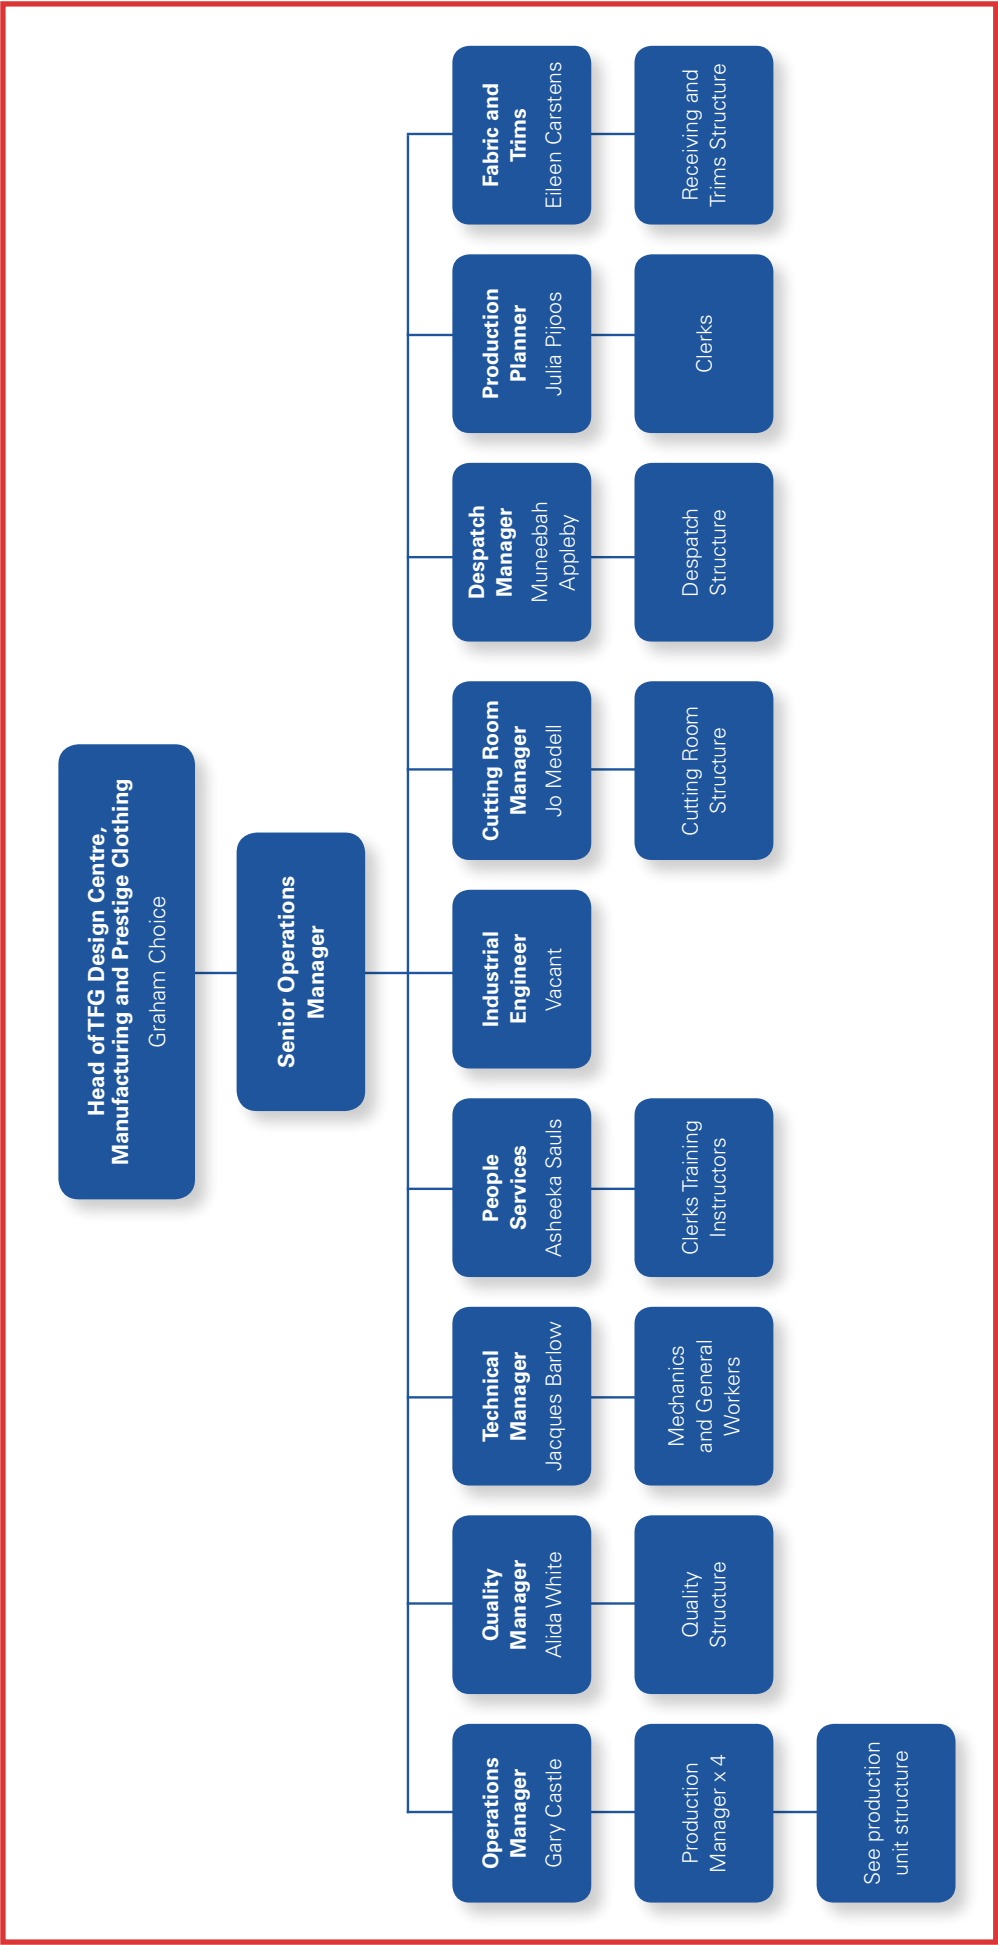 Head of TFG Design Centre,
Manufacturing and Prestige Clothing
Graham Choice
Senior Operations
Manager
Operations
Manager
Gary Castle
Quality
Manager
Alida White
Technical
Manager
Jacques Barlow
People
Services
Asheeka Sauls
Industrial
Engineer
Vacant
Cutting Room
Manager
Jo Medell
Despatch
Manager
Muneebah
Appleby
Production
Planner
Julia Pijoos
Fabric and
Trims
Eileen Carstens
Production
Manager x 4
Quality
Structure
Mechanics
and General
Workers
Clerks Training
Instructors
Cutting Room
Structure
Despatch
Structure
Clerks
Receiving and
Trims Structure
See production
unit structure